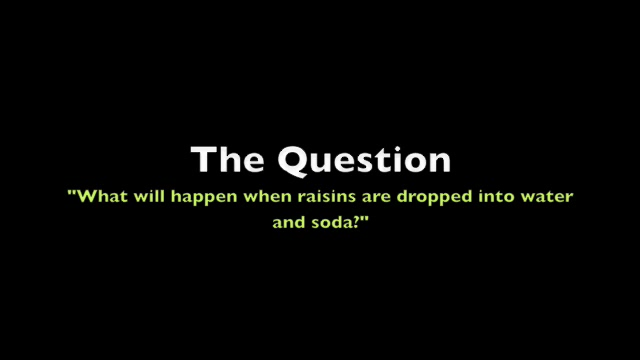 The Question
"What will happen when raisins are dropped into water
and soda?"